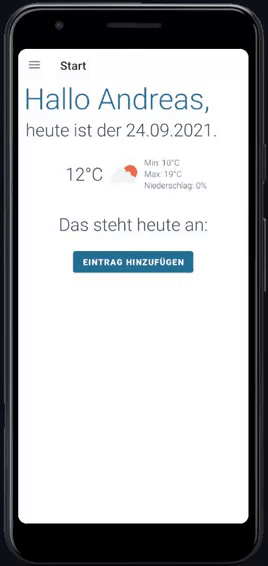 Start
Hallo Andreas,
heute ist der 24.09.2021.
12°C
Min: 10°C
Max: 19°C
Niederschlag: 0%
Das steht heute an:
EINTRAG HINZUFÜGEN